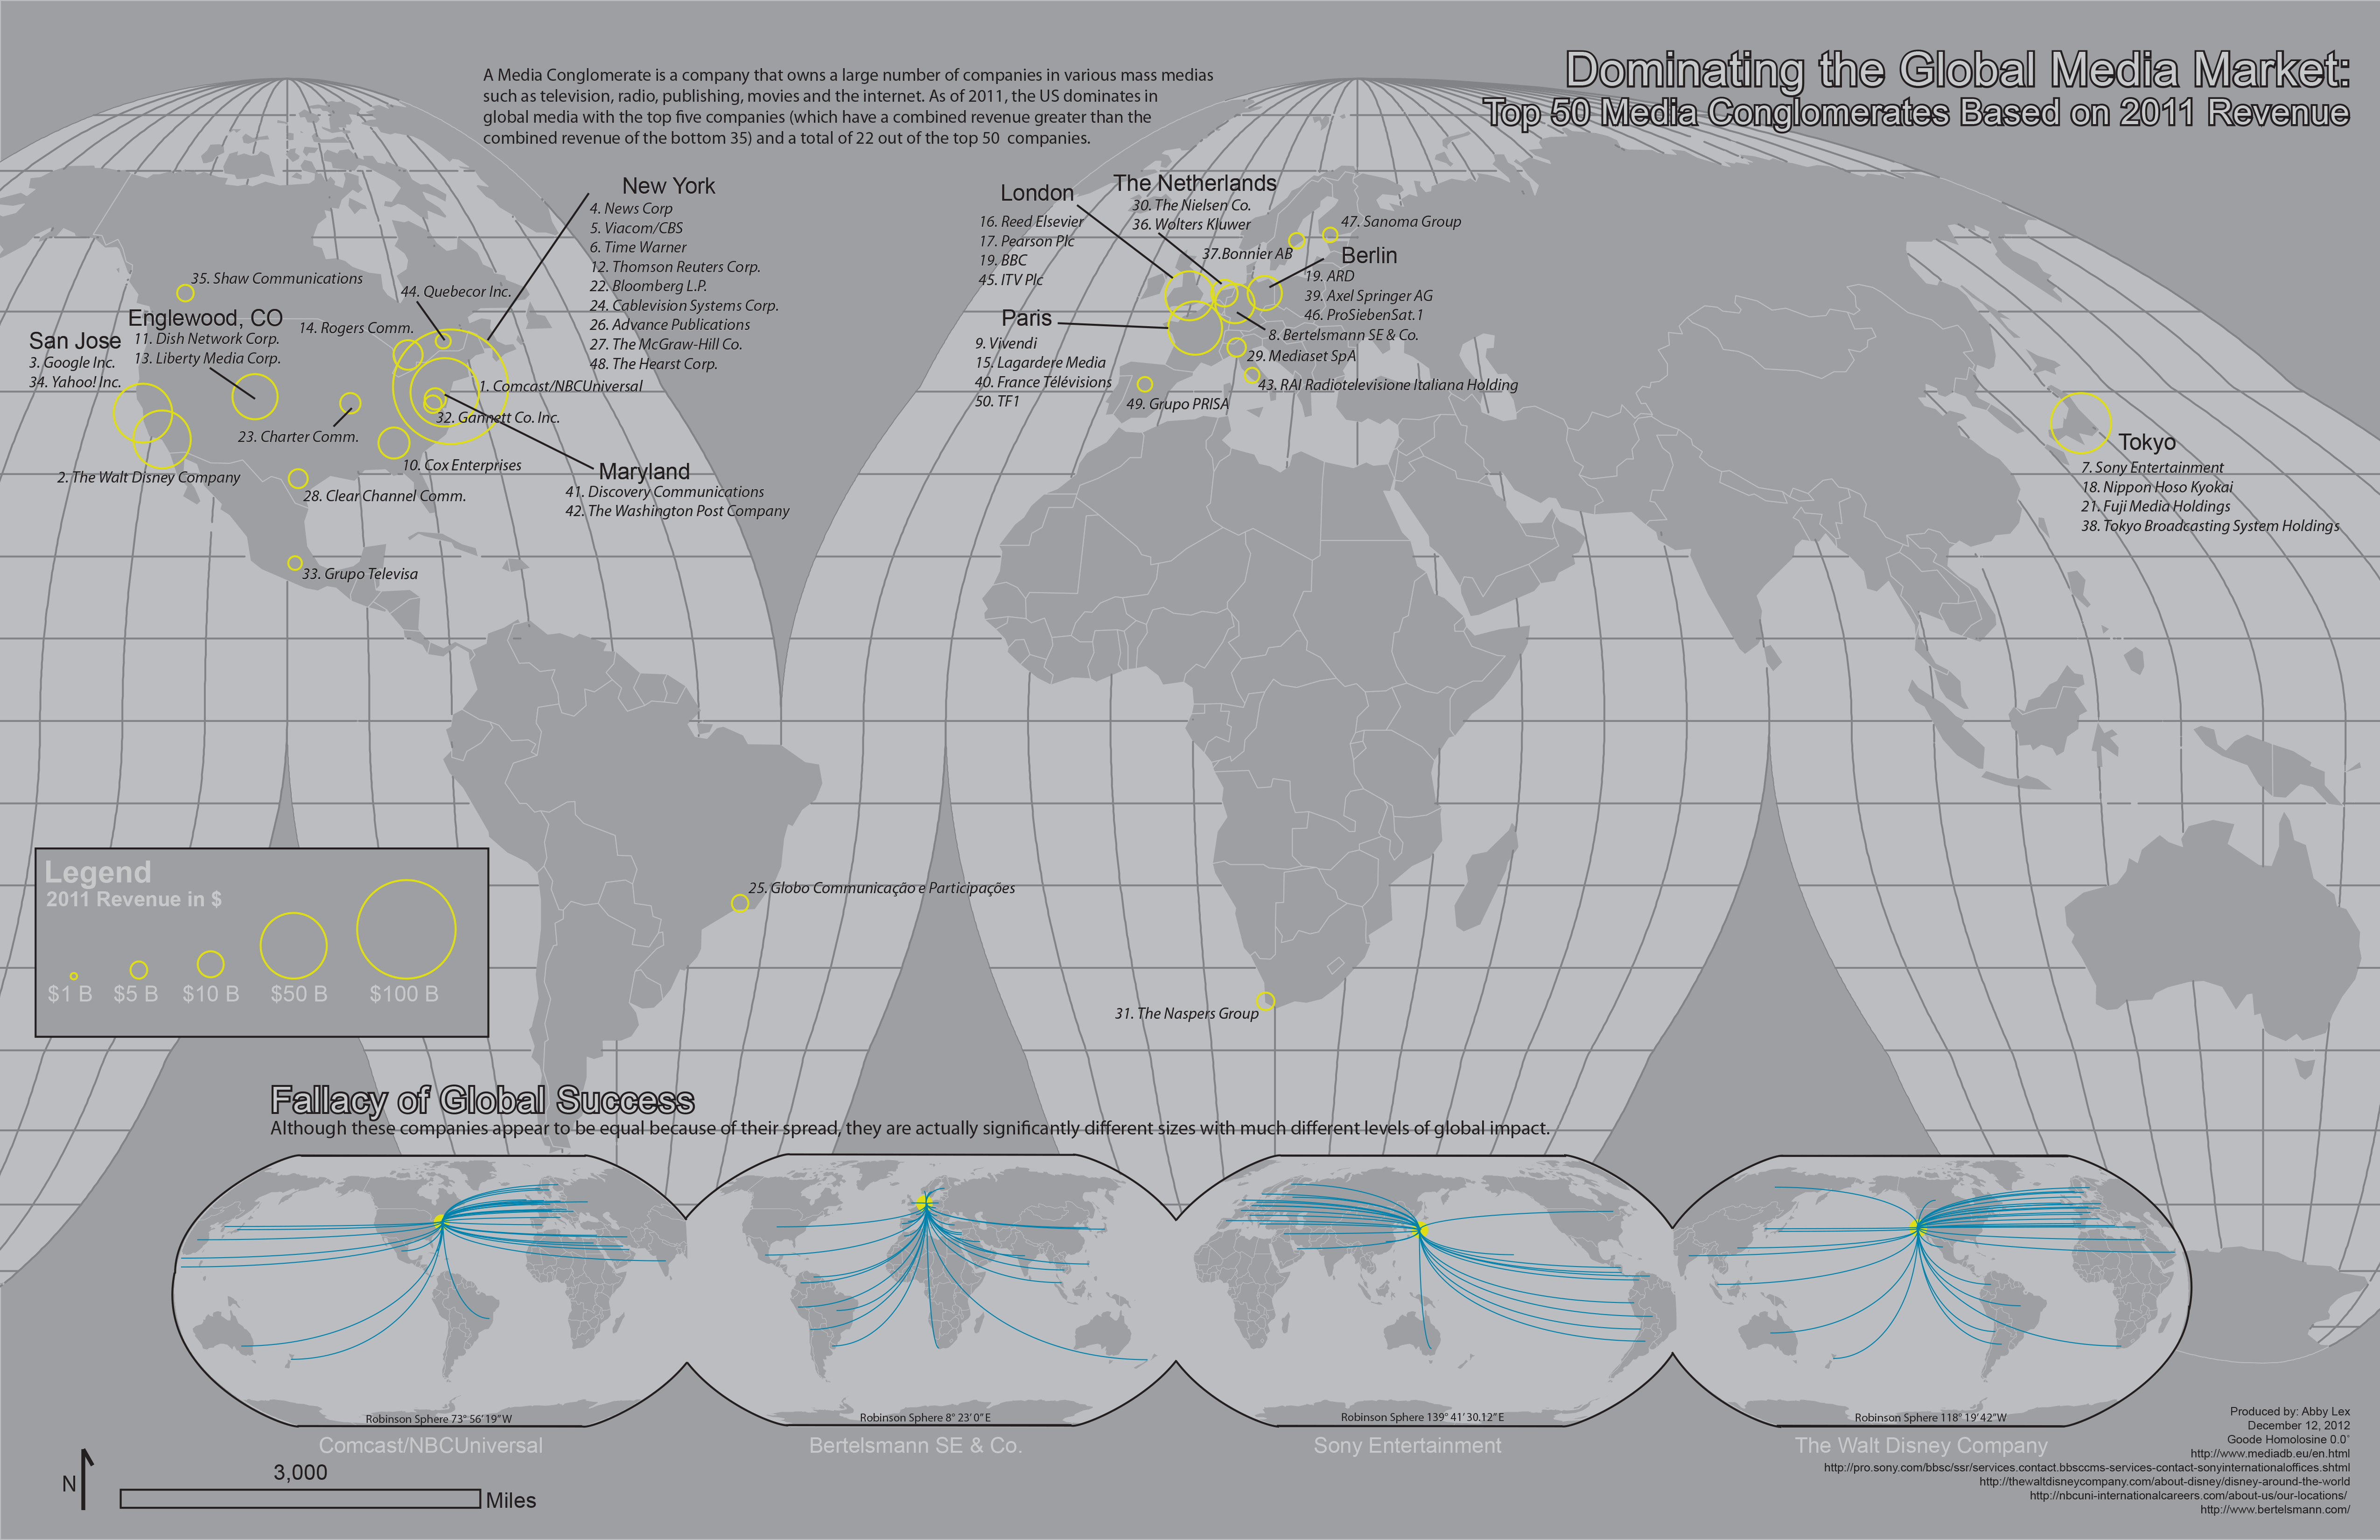 Dominating the Global Media Market:
Top 50 Media Conglomerates Based on 2011 Revenue
A Media Conglomerate is a company that owns a large number of companies in various mass medias
such as television, radio, publishing, movies and the internet. As of 2011, the US dominates in
global media with the top five companies (which have a combined revenue greater than the
combined revenue of the bottom 35) and a total of 22 out of the top 50 companies.
New York
4. News Corp
5. Viacom/CBS
6. Time Warner
12. Thomson Reuters Corp.
22. Bloomberg L.P.
24. Cablevision Systems Corp.
26. Advance Publications
27. The McGraw-Hill Co.
48. The Hearst Corp.
35. Shaw Communications
44. Quebecor Inc.
14. Rogers Comm.
Englewood, CO
11. Dish Network Corp.
13. Liberty Media Corp.
San Jose
3. Google Inc.
34. Yahoo! Inc.
1. Comcast/NBCUniversal
32. Gannett Co. Inc.
23. Charter Comm.
10. Cox Enterprises
2. The Walt Disney Company
28. Clear Channel Comm.
Maryland
41. Discovery Communications
42. The Washington Post Company
33. Grupo Televisa
25. Globo Communicação e Participações
London
16. Reed Elsevier
17. Pearson Plc
19. BBC
45. ITV Plc
The Netherlands
30. The Nielsen Co.
36. Wolters Kluwer
47. Sanoma Group
37.Bonnier AB
Berlin
19. ARD
39. Axel Springer AG
46. ProSiebenSat.1
8. Bertelsmann SE & Co.
Paris
9. Vivendi
15. Lagardere Media
40. France Télévisions
50. TF1
29. Mediaset SpA
43. RAI Radiotelevisione Italiana Holding
49. Grupo PRISA
Tokyo
7. Sony Entertainment
18. Nippon Hoso Kyokai
21. Fuji Media Holdings
38. Tokyo Broadcasting System Holdings
31. The Naspers Group
Legend
2011 Revenue in $
$1 B $5 B $10 B $50 B $100 B
Fallacy of Global Success
Although these companies appear to be equal because of their spread, they are actually significantly different sizes with much different levels of global impact.
Robinson Sphere 73° 56' 19" W
Robinson Sphere 8° 23' 0" E
Robinson Sphere 139° 41' 30.12" E
Robinson Sphere 118° 19' 42" W
Comcast/NBCUniversal
Bertelsmann SE & Co.
Sony Entertainment
The Walt Disney Company
N
3,000
Miles
Produced by: Abby Lex
December 12, 2012
Goode Homolosine 0.0°
http://www.mediadb.eu/en.html
http://pro.sony.com/bbsc/ssr/services.contact.bbsccms-services-contact-sonyinternationaloffices.shtml
http://thewaltdisneycompany.com/about-disney/disney-around-the-world
http://nbcuni-internationalcareers.com/about-us/our-locations/
http://www.bertelsmann.com/